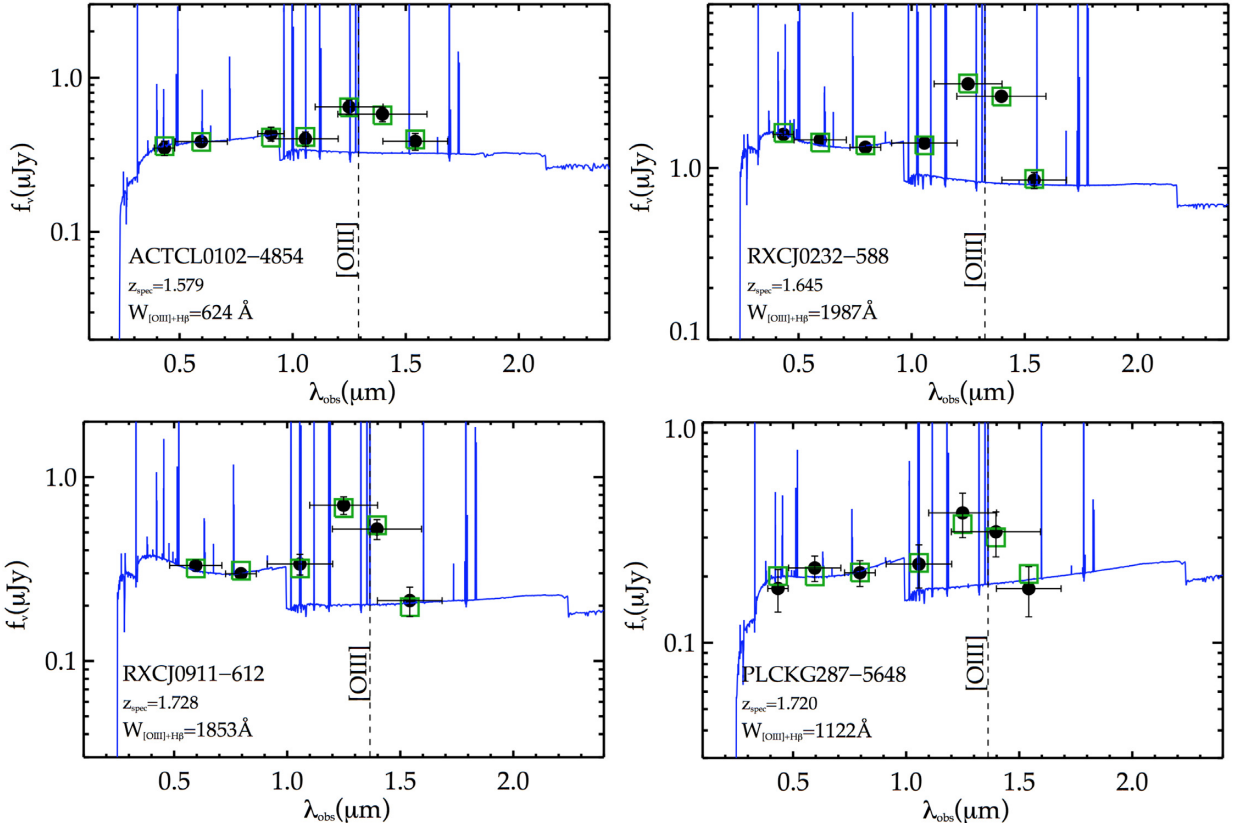 1.0
0.1
f_ν(μJy)
ACTCL0102−4854
z_spec=1.579
W_[OIII]+Hβ=624 Å
[OIII]
0.5 1.0 1.5 2.0
λ_obs(μm)
1.0
0.1
f_ν(μJy)
RXCJ0232−588
z_spec=1.645
W_[OIII]+Hβ=1987Å
[OIII]
0.5 1.0 1.5 2.0
λ_obs(μm)
1.0
0.1
f_ν(μJy)
RXCJ0911−612
z_spec=1.728
W_[OIII]+Hβ=1853Å
[OIII]
0.5 1.0 1.5 2.0
λ_obs(μm)
1.0
0.1
f_ν(μJy)
PLCKG287−5648
z_spec=1.720
W_[OIII]+Hβ=1122Å
[OIII]
0.5 1.0 1.5 2.0
λ_obs(μm)